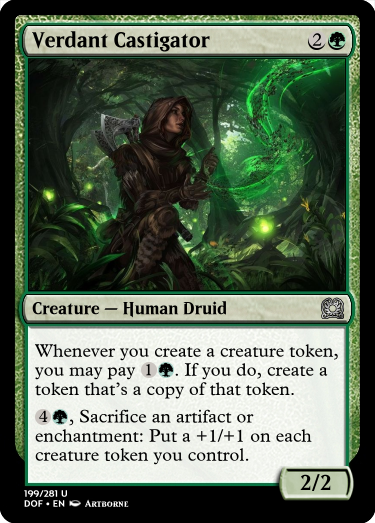 Verdant Castigator 2
Creature — Human Druid
Whenever you create a creature token,
you may pay 1 . If you do, create a
token that's a copy of that token.
4 , Sacrifice an artifact or
enchantment: Put a +1/+1 on each
creature token you control.
2/2
199/281 U
DOF • EN Artborne